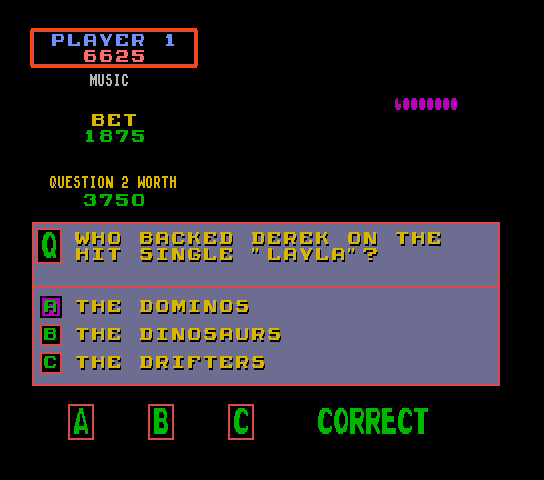 PLAYER 1
6625
MUSIC
BET
1875
QUESTION 2 WORTH
3750
Q WHO BACKED DEREK ON THE
HIT SINGLE "LAYLA"?
A THE DOMINOS
B THE DINOSAURS
C THE DRIFTERS
A B C CORRECT